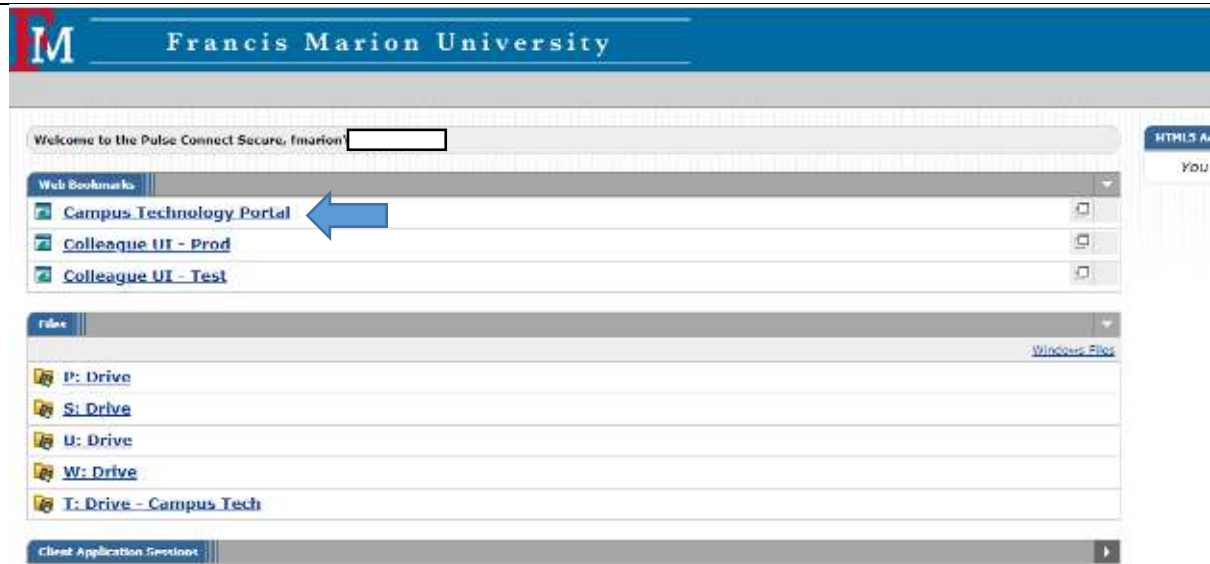 FM Francis Marion University
Welcome to the Pulse Connect Secure, fmarion\
HTML5 Ac
You
Web Bookmarks
Campus Technology Portal
Colleague UI - Prod
Colleague UI - Test
Files
Windows Files
P: Drive
S: Drive
U: Drive
W: Drive
T: Drive - Campus Tech
Client Application Sessions